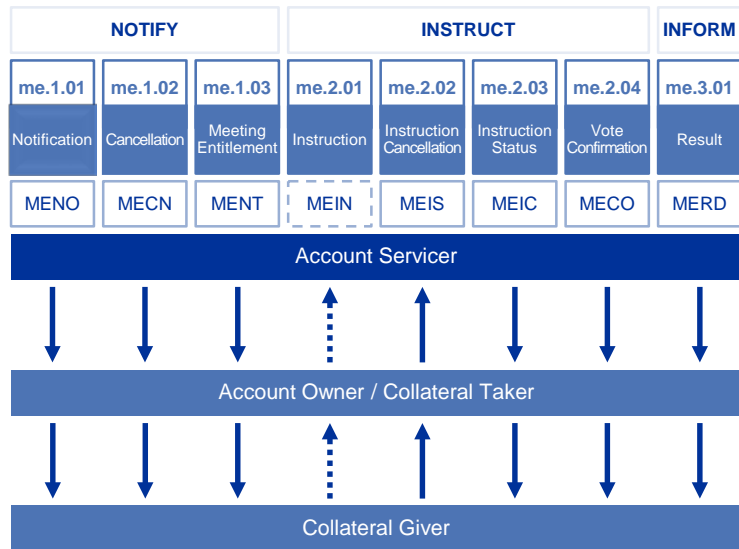 NOTIFY INSTRUCT INFORM
me.1.01 me.1.02 me.1.03 me.2.01 me.2.02 me.2.03 me.2.04 me.3.01
Notification
Cancellation
Meeting
Entitlement
Instruction
Instruction
Cancellation
Instruction
Status
Vote
Confirmation
Result
MENO MECN MENT MEIN MEIS MEIC MECO MERD
Account Servicer
Account Owner / Collateral Taker
Collateral Giver